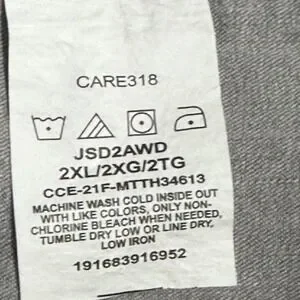 CARE318
JSD2AWD
2XL/2XG/2TG
CCE-21F-MTTH34613
MACHINE WASH COLD INSIDE OUT
WITH LIKE COLORS, ONLY NON-
CHLORINE BLEACH WHEN NEEDED,
TUMBLE DRY LOW OR LINE DRY,
LOW IRON
191683916952